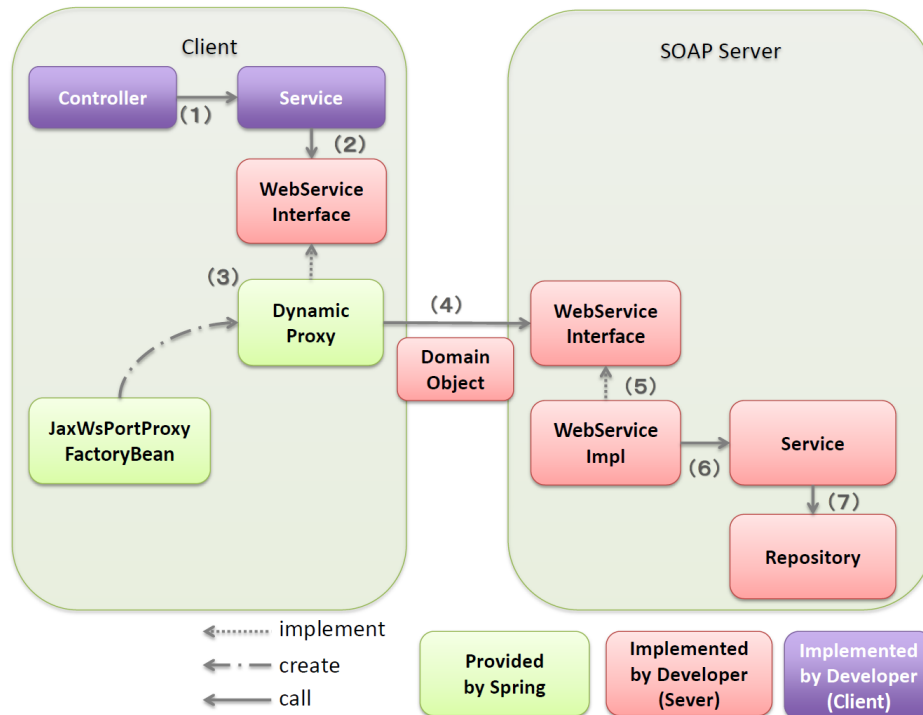 Client
SOAP Server
Controller
(1)
Service
(2)
WebService
Interface
(3)
Dynamic
Proxy
(4)
WebService
Interface
Domain
Object
(5)
JaxWsPortProxy
FactoryBean
WebService
Impl
(6)
Service
(7)
Repository
implement
create
call
Provided
by Spring
Implemented
by Developer
(Sever)
Implemented
by Developer
(Client)